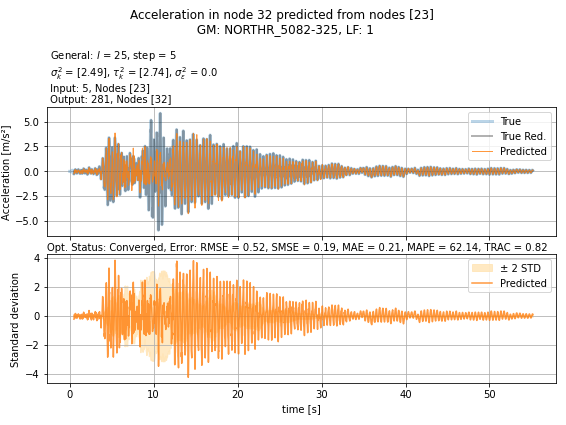 Acceleration in node 32 predicted from nodes [23]
GM: NORTHR_5082-325, LF: 1
General: l = 25, step = 5
σ²ₖ = [2.49], τ²ₖ = [2.74], σ²ₑ = 0.0
Input: 5, Nodes [23]
Output: 281, Nodes [32]
Acceleration [m/s²]
5.0
2.5
0.0
−2.5
−5.0
True
True Red.
Predicted
Opt. Status: Converged, Error: RMSE = 0.52, SMSE = 0.19, MAE = 0.21, MAPE = 62.14, TRAC = 0.82
Standard deviation
4
2
0
−2
−4
± 2 STD
Predicted
0
10
20
30
40
50
time [s]